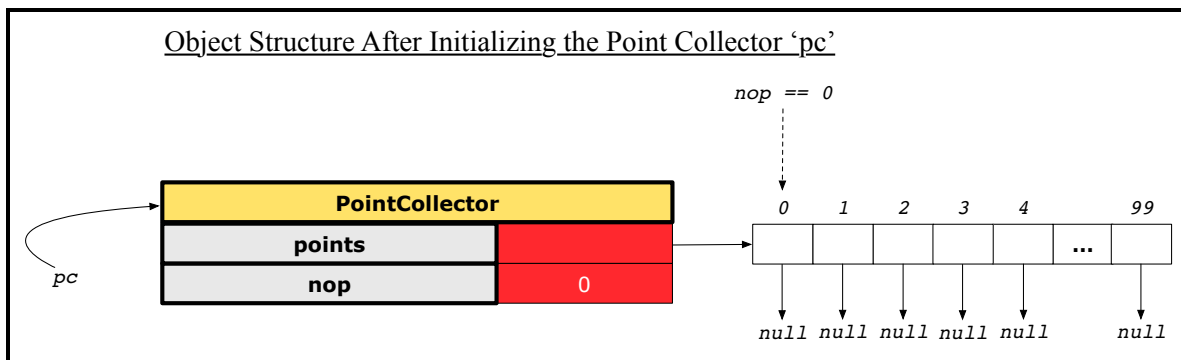 Object Structure After Initializing the Point Collector ‘pc’
nop == 0
PointCollector
0 1 2 3 4 99
points
...
pc
nop 0
null null null null null null